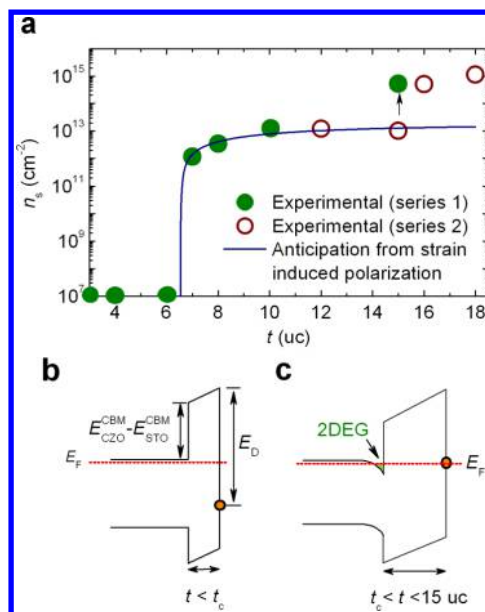 a
10^15
10^13
10^11
10^9
10^7
n_s (cm^-2)
4 6 8 10 12 14 16 18
t (uc)
Experimental (series 1)
Experimental (series 2)
Anticipation from strain
induced polarization
b
E_CZO^CBM-E_STO^CBM
E_F
E_D
t < t_c
c
2DEG
E_F
t_c < t <15 uc